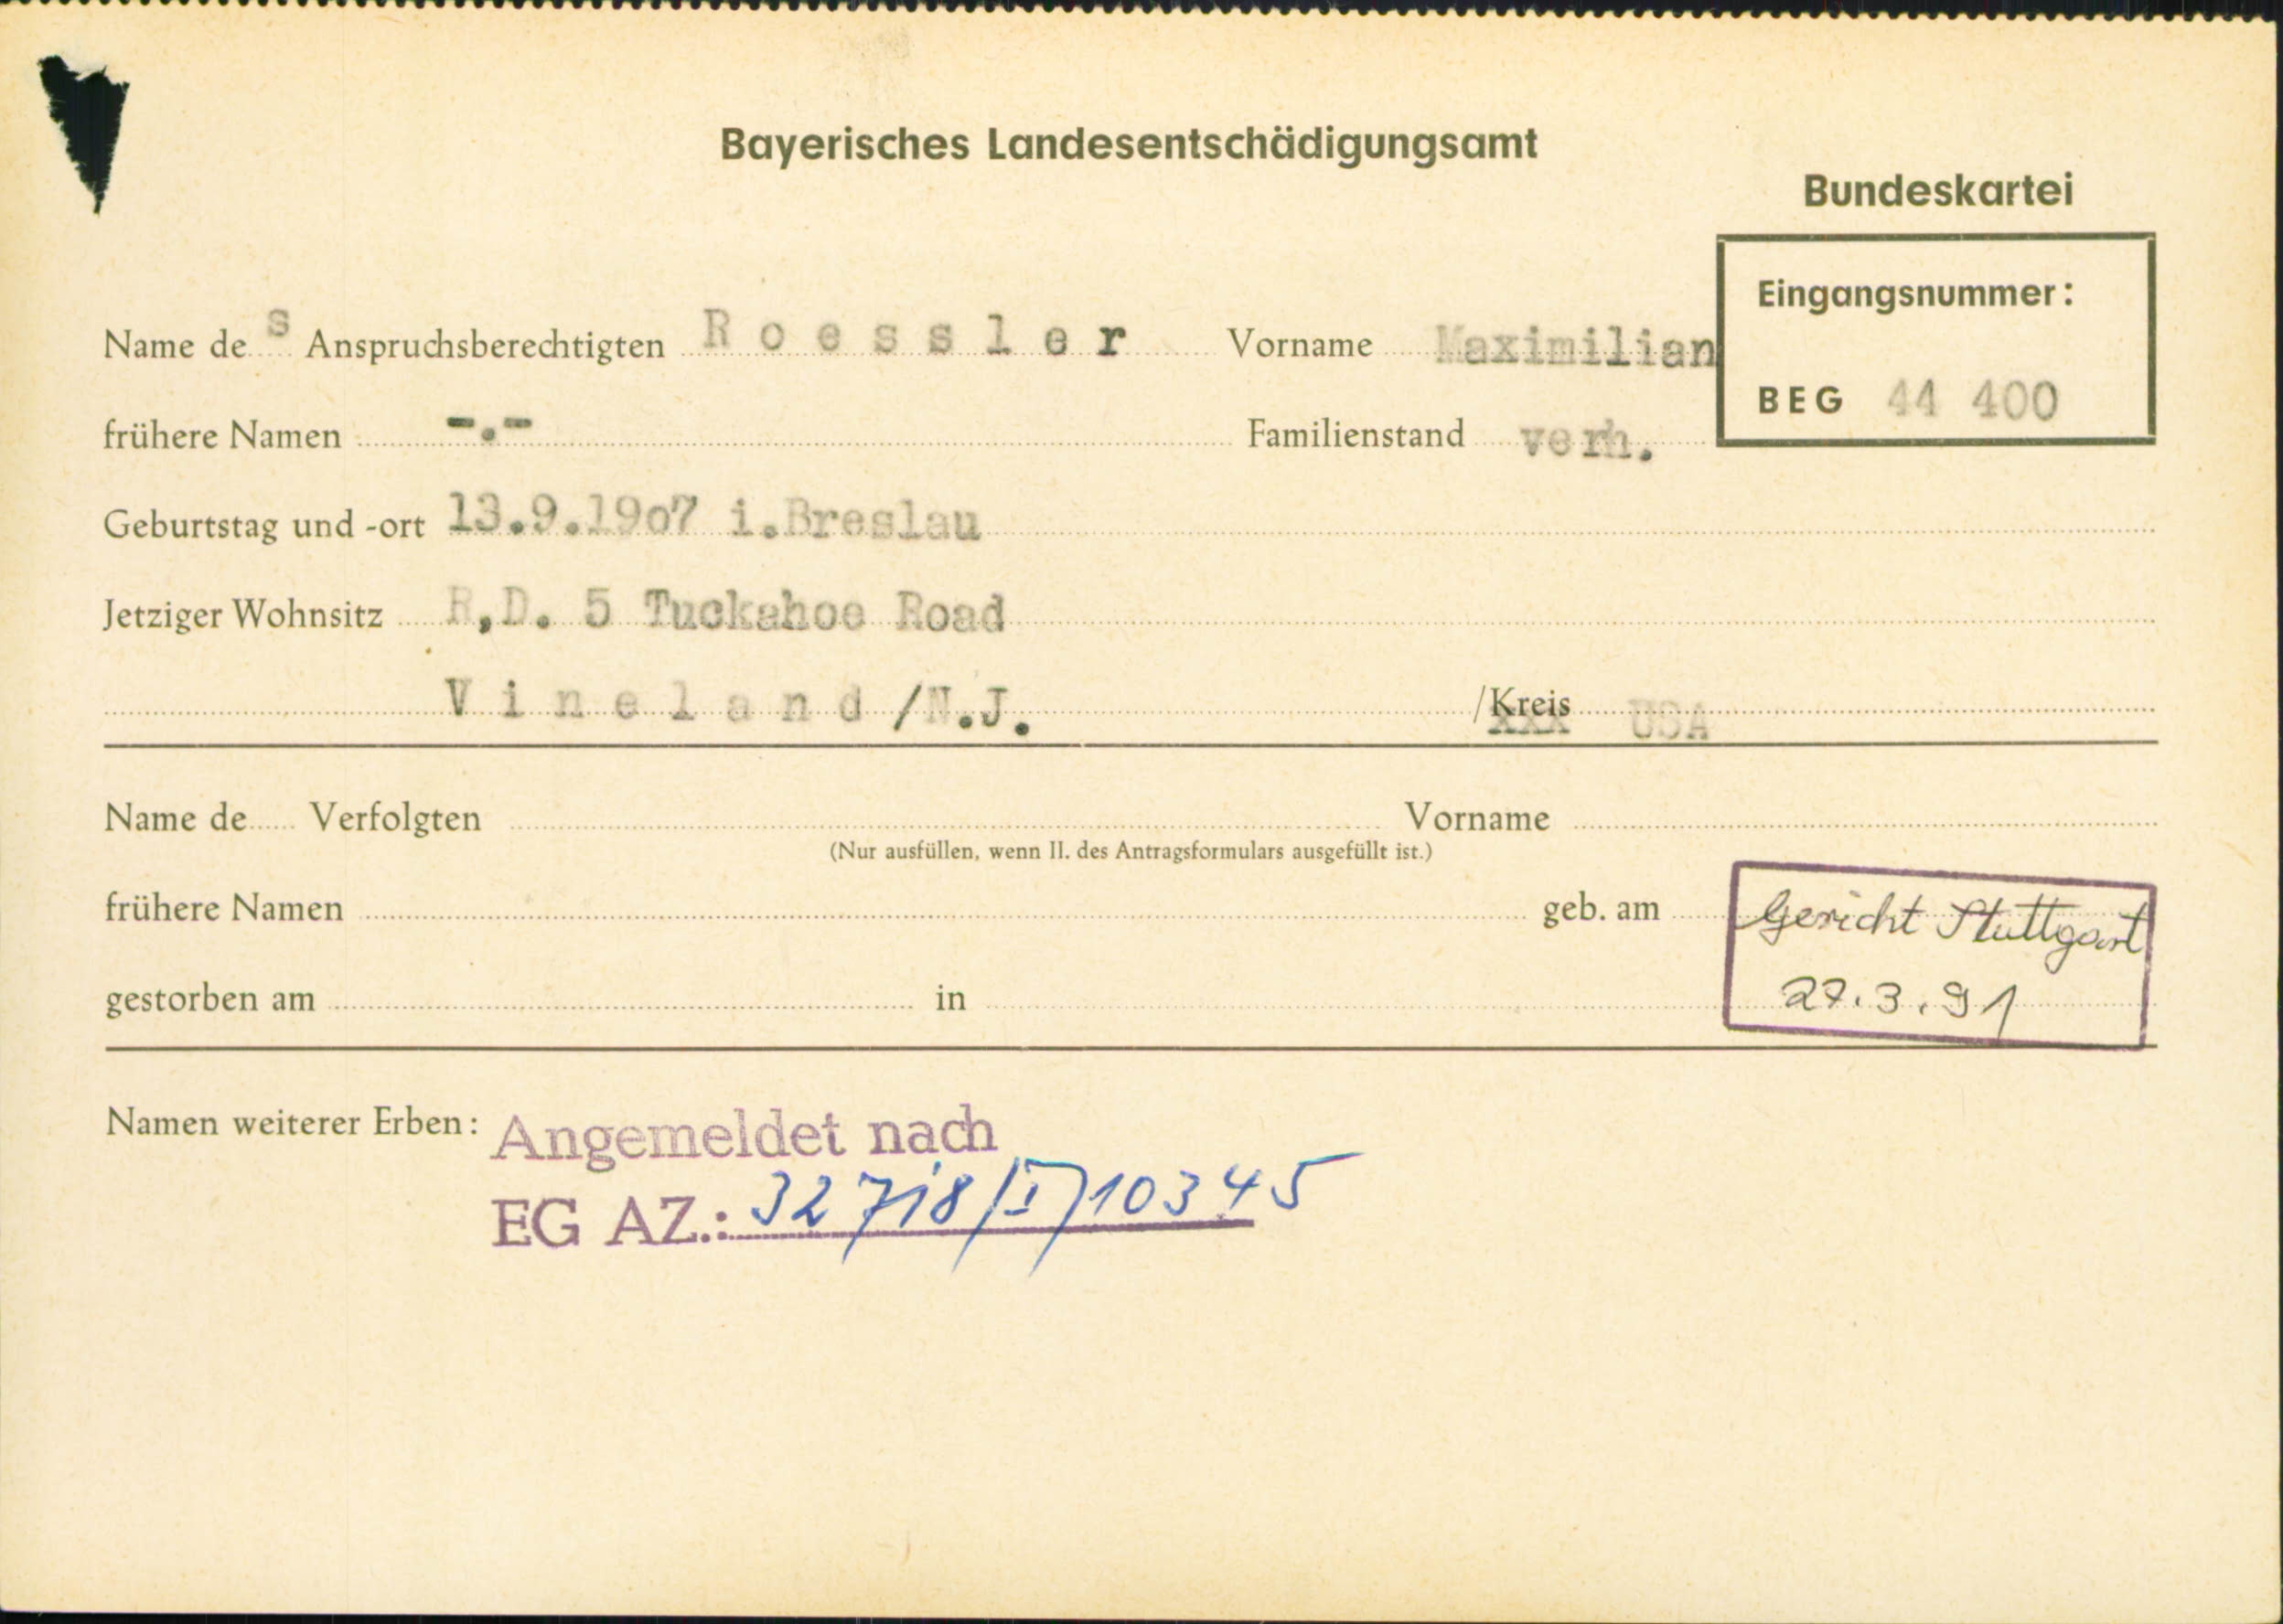 Bayerisches Landesentschädigungsamt
Bundeskartei
Eingangsnummer:
BEG 44 400
Name des Anspruchsberechtigten Roessler Vorname Maximilian
frühere Namen -.- Familienstand verh.
Geburtstag und -ort 13.9.1907 i.Breslau
Jetziger Wohnsitz R,D. 5 Tuckahoe Road
Vineland/N.J. /Kreis xxx USA
Name de Verfolgten Vorname
(Nur ausfüllen, wenn II. des Antragsformulars ausgefüllt ist.)
frühere Namen geb. am
Gericht Stuttgart
gestorben am in
27.3.91
Namen weiterer Erben: Angemeldet nach
EG AZ.: 32718/I/10345